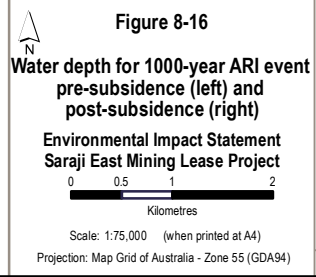 Figure 8-16
N
Water depth for 1000-year ARI event
pre-subsidence (left) and
post-subsidence (right)
Environmental Impact Statement
Saraji East Mining Lease Project
0 0.5 1 2
Kilometres
Scale: 1:75,000 (when printed at A4)
Projection: Map Grid of Australia - Zone 55 (GDA94)